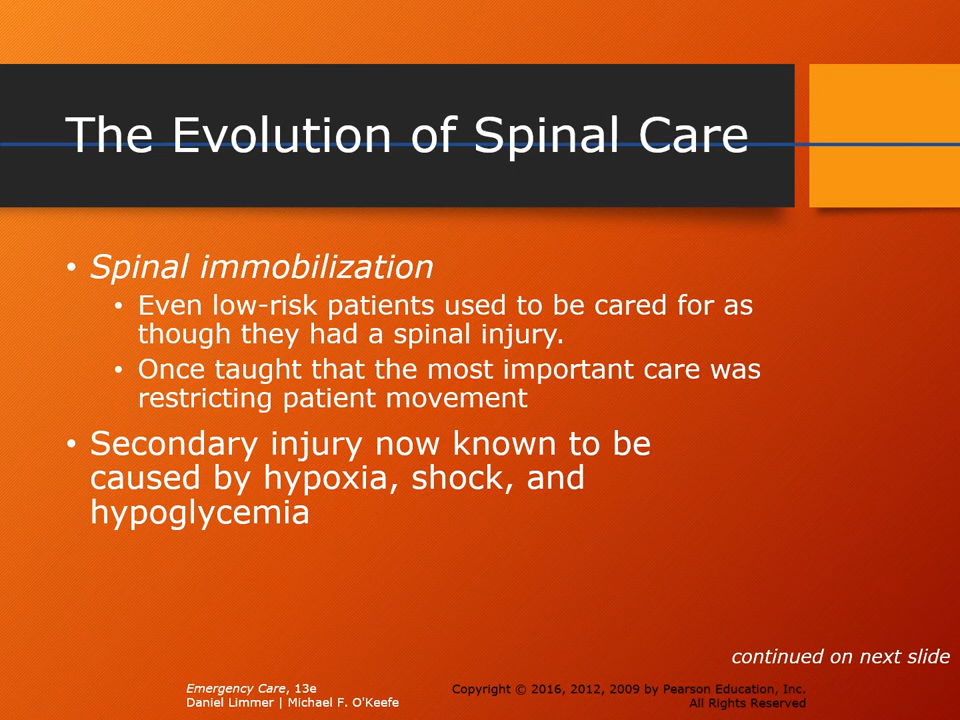 The Evolution of Spinal Care
• Spinal immobilization
• Even low-risk patients used to be cared for as
though they had a spinal injury.
• Once taught that the most important care was
restricting patient movement
• Secondary injury now known to be
caused by hypoxia, shock, and
hypoglycemia
continued on next slide
Emergency Care, 13e
Daniel Limmer | Michael F. O'Keefe
Copyright © 2016, 2012, 2009 by Pearson Education, Inc.
All Rights Reserved